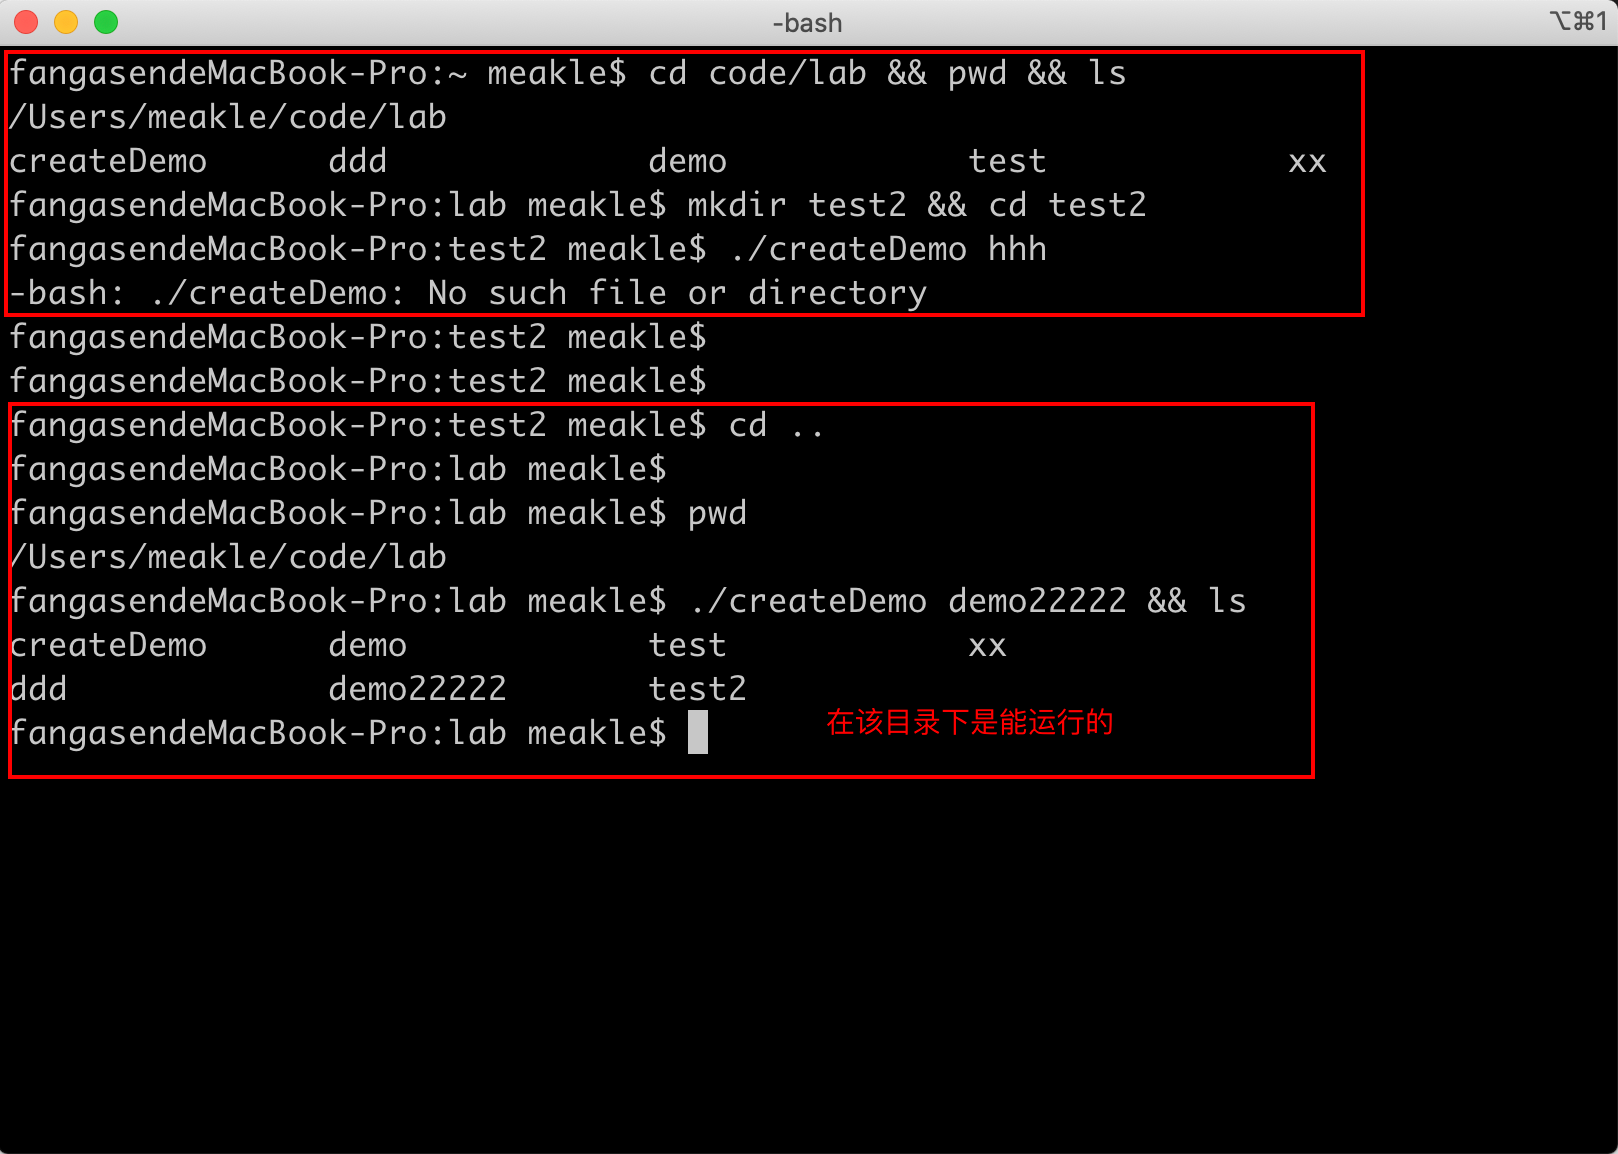 -bash
⌥⌘1
fangasendeMacBook-Pro:~ meakle$ cd code/lab && pwd && ls
/Users/meakle/code/lab
createDemo ddd demo test xx
fangasendeMacBook-Pro:lab meakle$ mkdir test2 && cd test2
fangasendeMacBook-Pro:test2 meakle$ ./createDemo hhh
-bash: ./createDemo: No such file or directory
fangasendeMacBook-Pro:test2 meakle$
fangasendeMacBook-Pro:test2 meakle$
fangasendeMacBook-Pro:test2 meakle$ cd ..
fangasendeMacBook-Pro:lab meakle$
fangasendeMacBook-Pro:lab meakle$ pwd
/Users/meakle/code/lab
fangasendeMacBook-Pro:lab meakle$ ./createDemo demo22222 && ls
createDemo demo test xx
ddd demo22222 test2
fangasendeMacBook-Pro:lab meakle$
在该目录下是能运行的